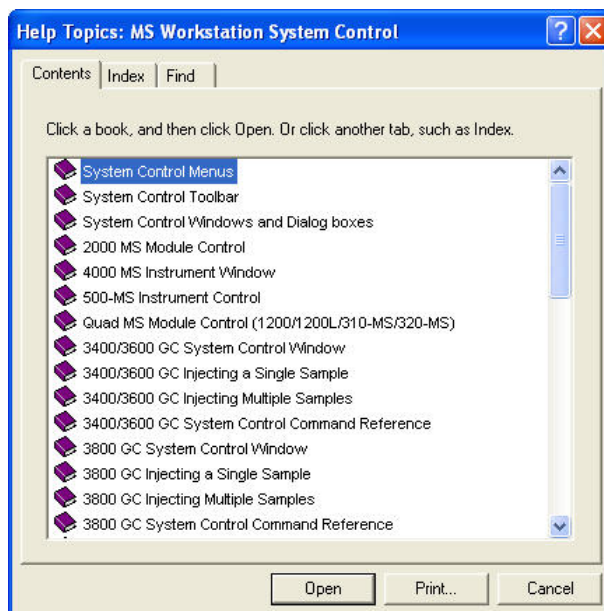 Help Topics: MS Workstation System Control
Contents Index Find
Click a book, and then click Open. Or click another tab, such as Index.
System Control Menus
System Control Toolbar
System Control Windows and Dialog boxes
2000 MS Module Control
4000 MS Instrument Window
500-MS Instrument Control
Quad MS Module Control (1200/1200L/310-MS/320-MS)
3400/3600 GC System Control Window
3400/3600 GC Injecting a Single Sample
3400/3600 GC Injecting Multiple Samples
3400/3600 GC System Control Command Reference
3800 GC System Control Window
3800 GC Injecting a Single Sample
3800 GC Injecting Multiple Samples
3800 GC System Control Command Reference
Open Print... Cancel